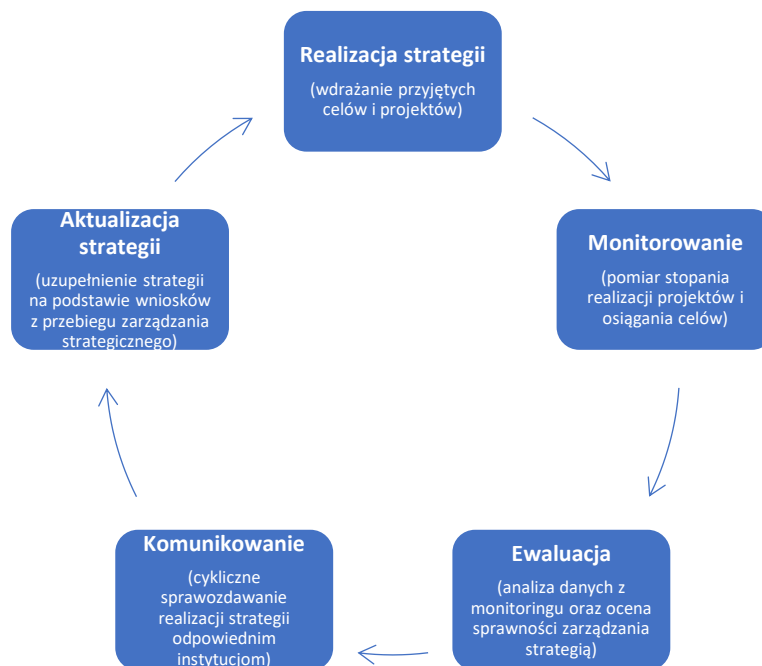 Realizacja strategii
(wdrażanie przyjętych
celów i projektów)
Monitorowanie
(pomiar stopania
realizacji projektów i
osiągania celów)
Ewaluacja
(analiza danych z
monitoringu oraz ocena
sprawności zarządzania
strategią)
Komunikowanie
(cykliczne
sprawozdawanie
realizacji strategii
odpowiednim
instytucjom)
Aktualizacja
strategii
(uzupełnienie strategii
na podstawie wniosków
z przebiegu zarządzania
strategicznego)